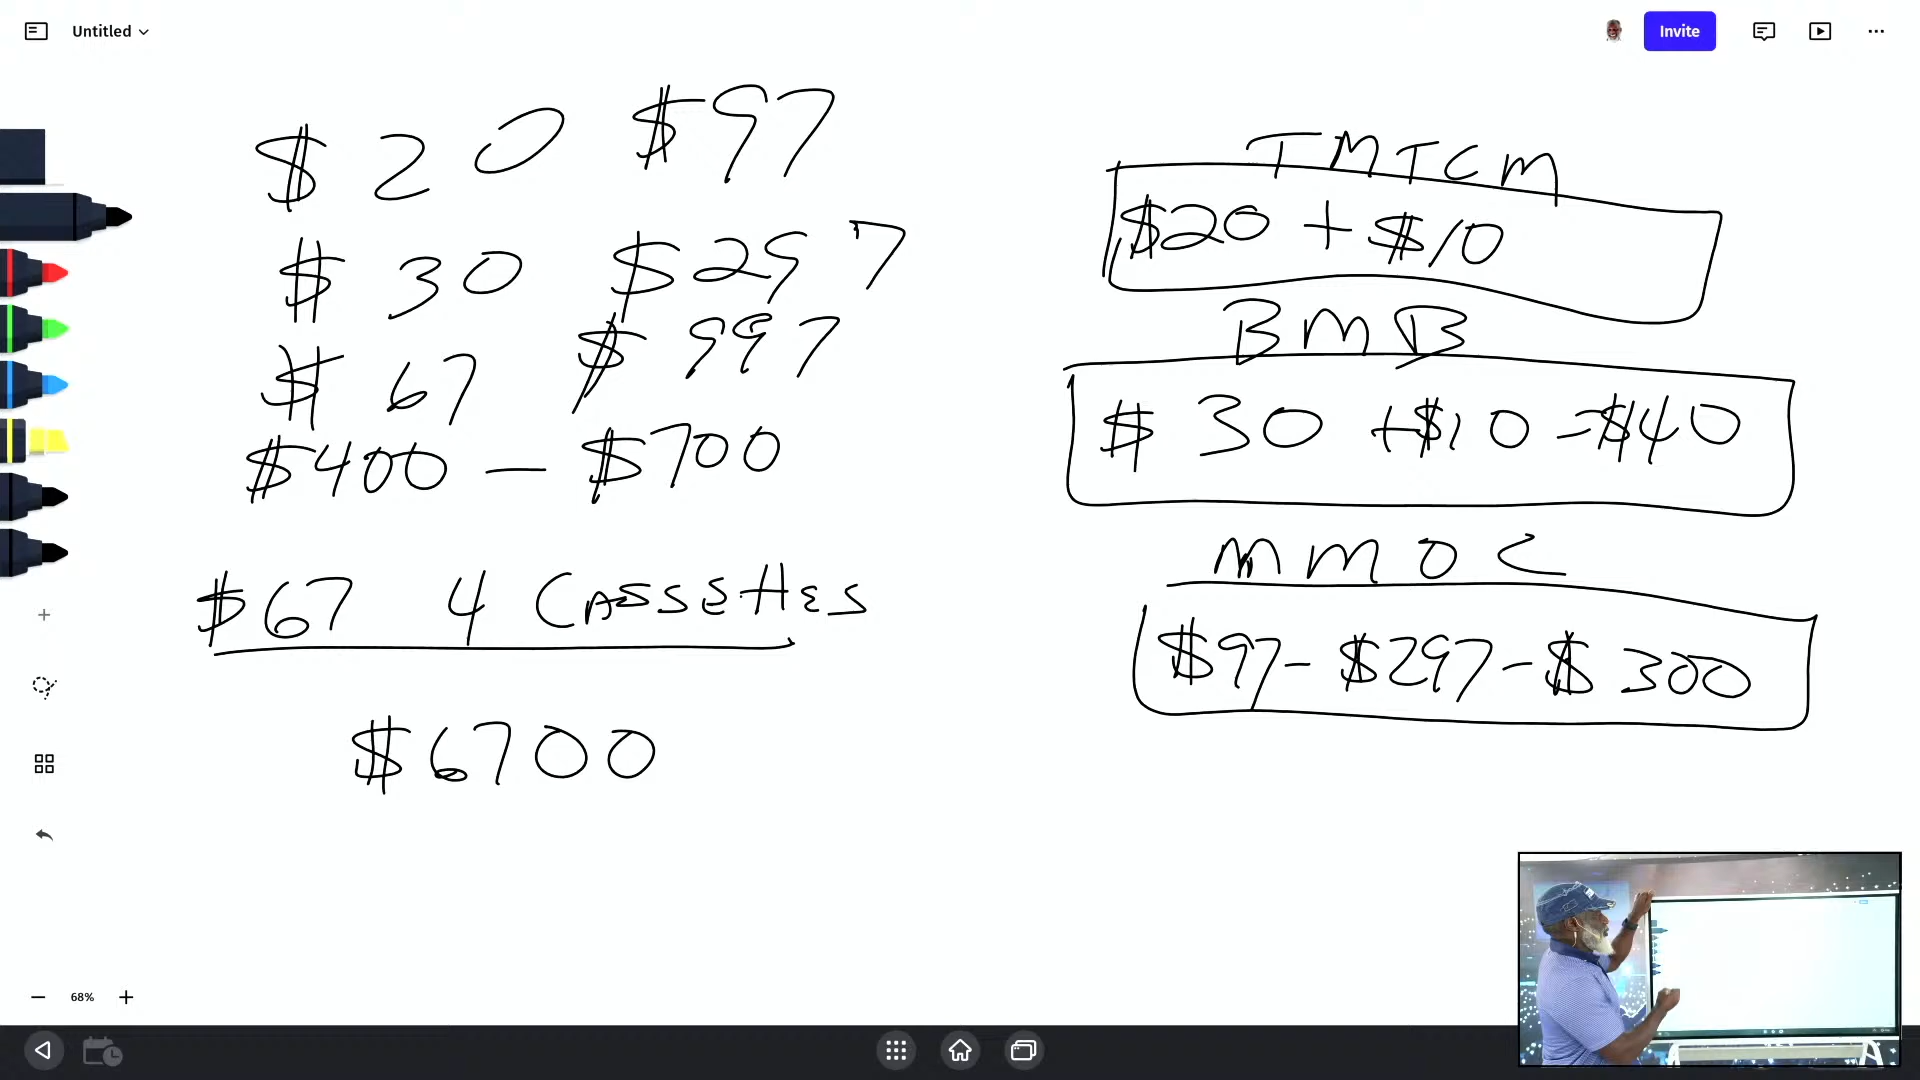 Untitled
Invite
$20 $97
$30 $297
$67 $997
$400 — $700
$67 4 CASSETTES
$6700
TMTCM
$20 + $10
BMB
$30 + $10 = $40
MMOC
$97 - $297 - $300
68%